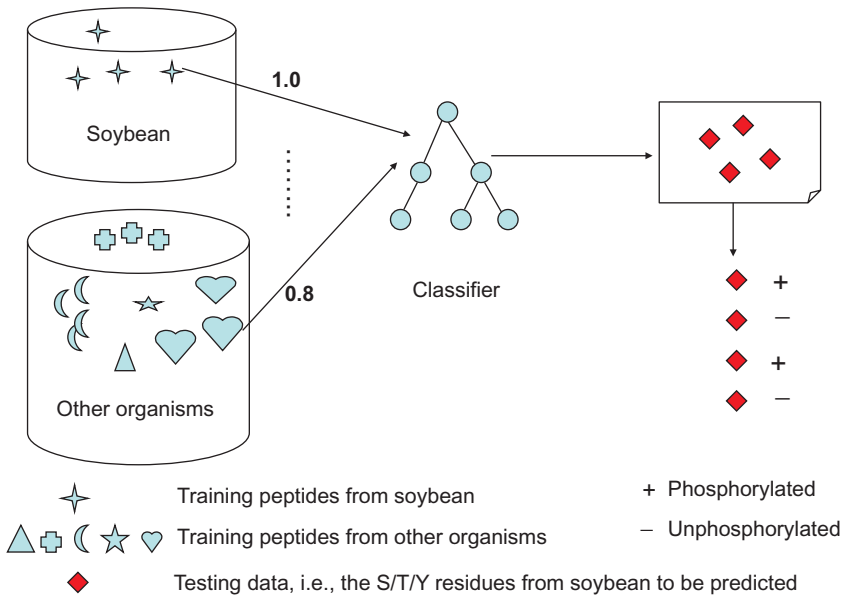 1.0
Soybean
0.8
Classifier
+
–
+
–
Other organisms
Training peptides from soybean
+ Phosphorylated
Training peptides from other organisms
– Unphosphorylated
Testing data, i.e., the S/T/Y residues from soybean to be predicted